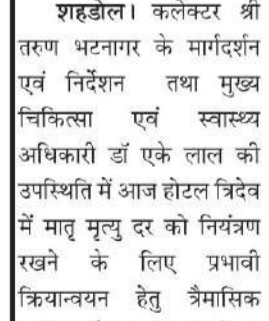 शहडोल। कलेक्टर श्री
तरुण भटनागर के मार्गदर्शन
एवं निर्देशन तथा मुख्य
चिकित्सा एवं स्वास्थ्य
अधिकारी डॉ एके लाल की
उपस्थिति में आज होटल त्रिदेव
में मातृ मृत्यु दर को नियंत्रण
रखने के लिए प्रभावी
क्रियान्वयन हेतु त्रैमासिक